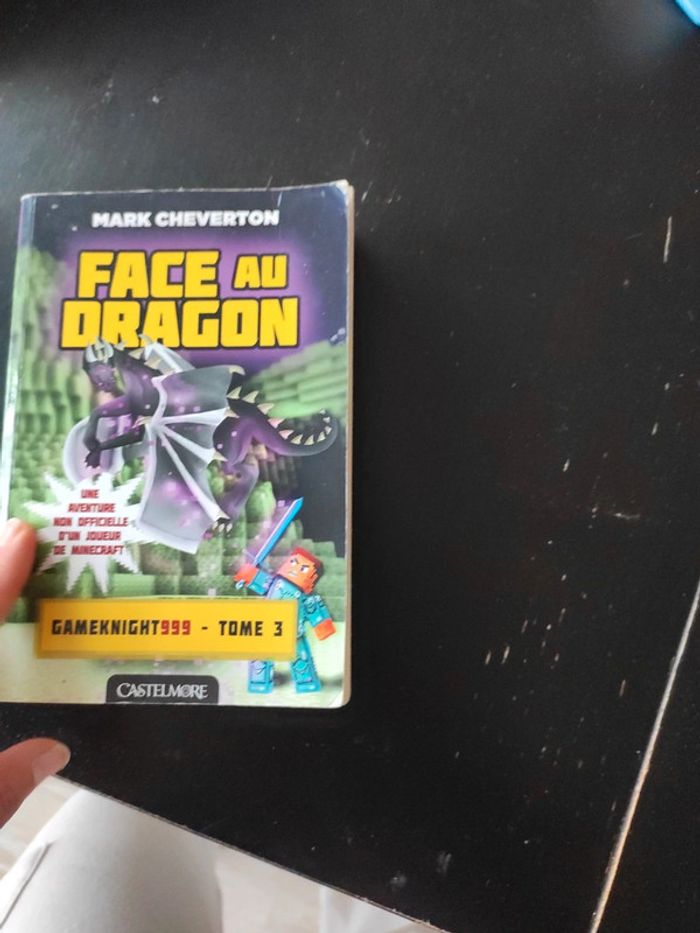 MARK CHEVERTON
FACE AU
DRAGON
UNE
AVENTURE
NON OFFICIELLE
D'UN JOUEUR
DE MINECRAFT
GAMEKNIGHT999 - TOME 3
CASTELMORE